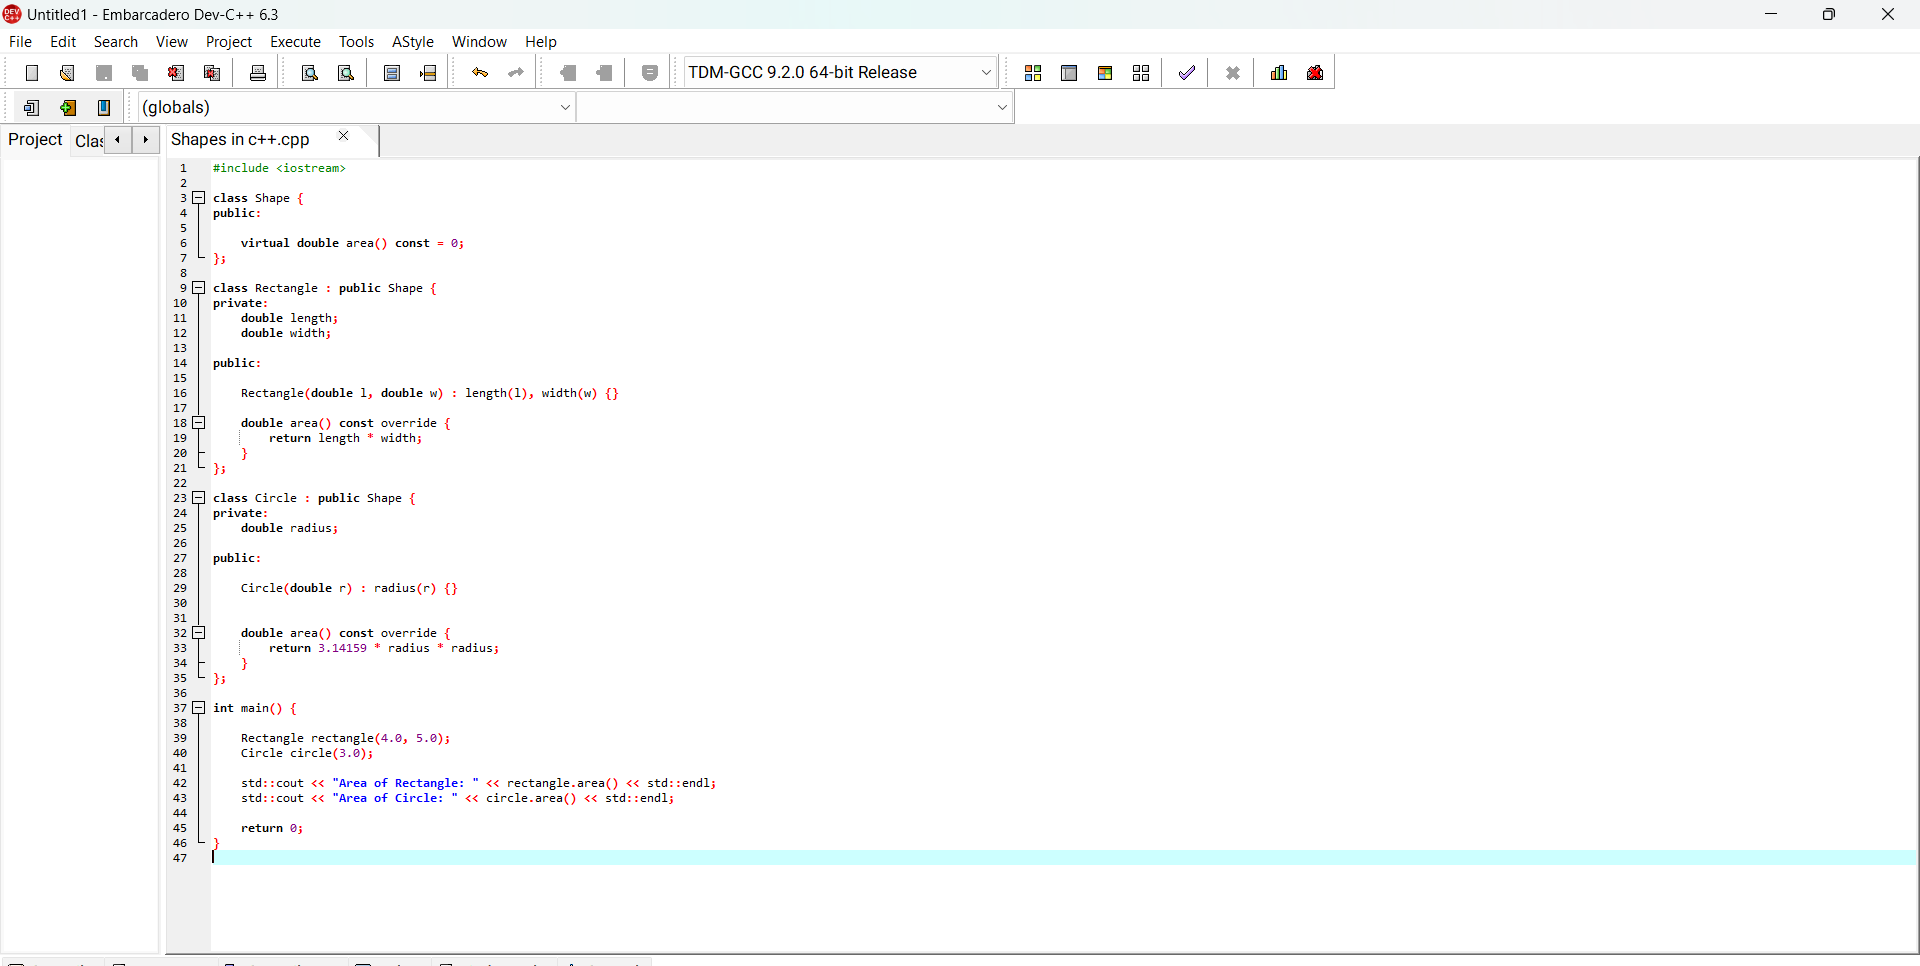 Untitled1 - Embarcadero Dev-C++ 6.3
File Edit Search View Project Execute Tools AStyle Window Help
TDM-GCC 9.2.0 64-bit Release
(globals)
Project Clas
Shapes in c++.cpp
1 #include <iostream>
2
3 class Shape {
4 public:
5
6     virtual double area() const = 0;
7 };
8
9 class Rectangle : public Shape {
10 private:
11     double length;
12     double width;
13
14 public:
15
16     Rectangle(double l, double w) : length(l), width(w) {}
17
18     double area() const override {
19         return length * width;
20     }
21 };
22
23 class Circle : public Shape {
24 private:
25     double radius;
26
27 public:
28
29     Circle(double r) : radius(r) {}
30
31
32     double area() const override {
33         return 3.14159 * radius * radius;
34     }
35 };
36
37 int main() {
38
39     Rectangle rectangle(4.0, 5.0);
40     Circle circle(3.0);
41
42     std::cout << "Area of Rectangle: " << rectangle.area() << std::endl;
43     std::cout << "Area of Circle: " << circle.area() << std::endl;
44
45     return 0;
46 }
47